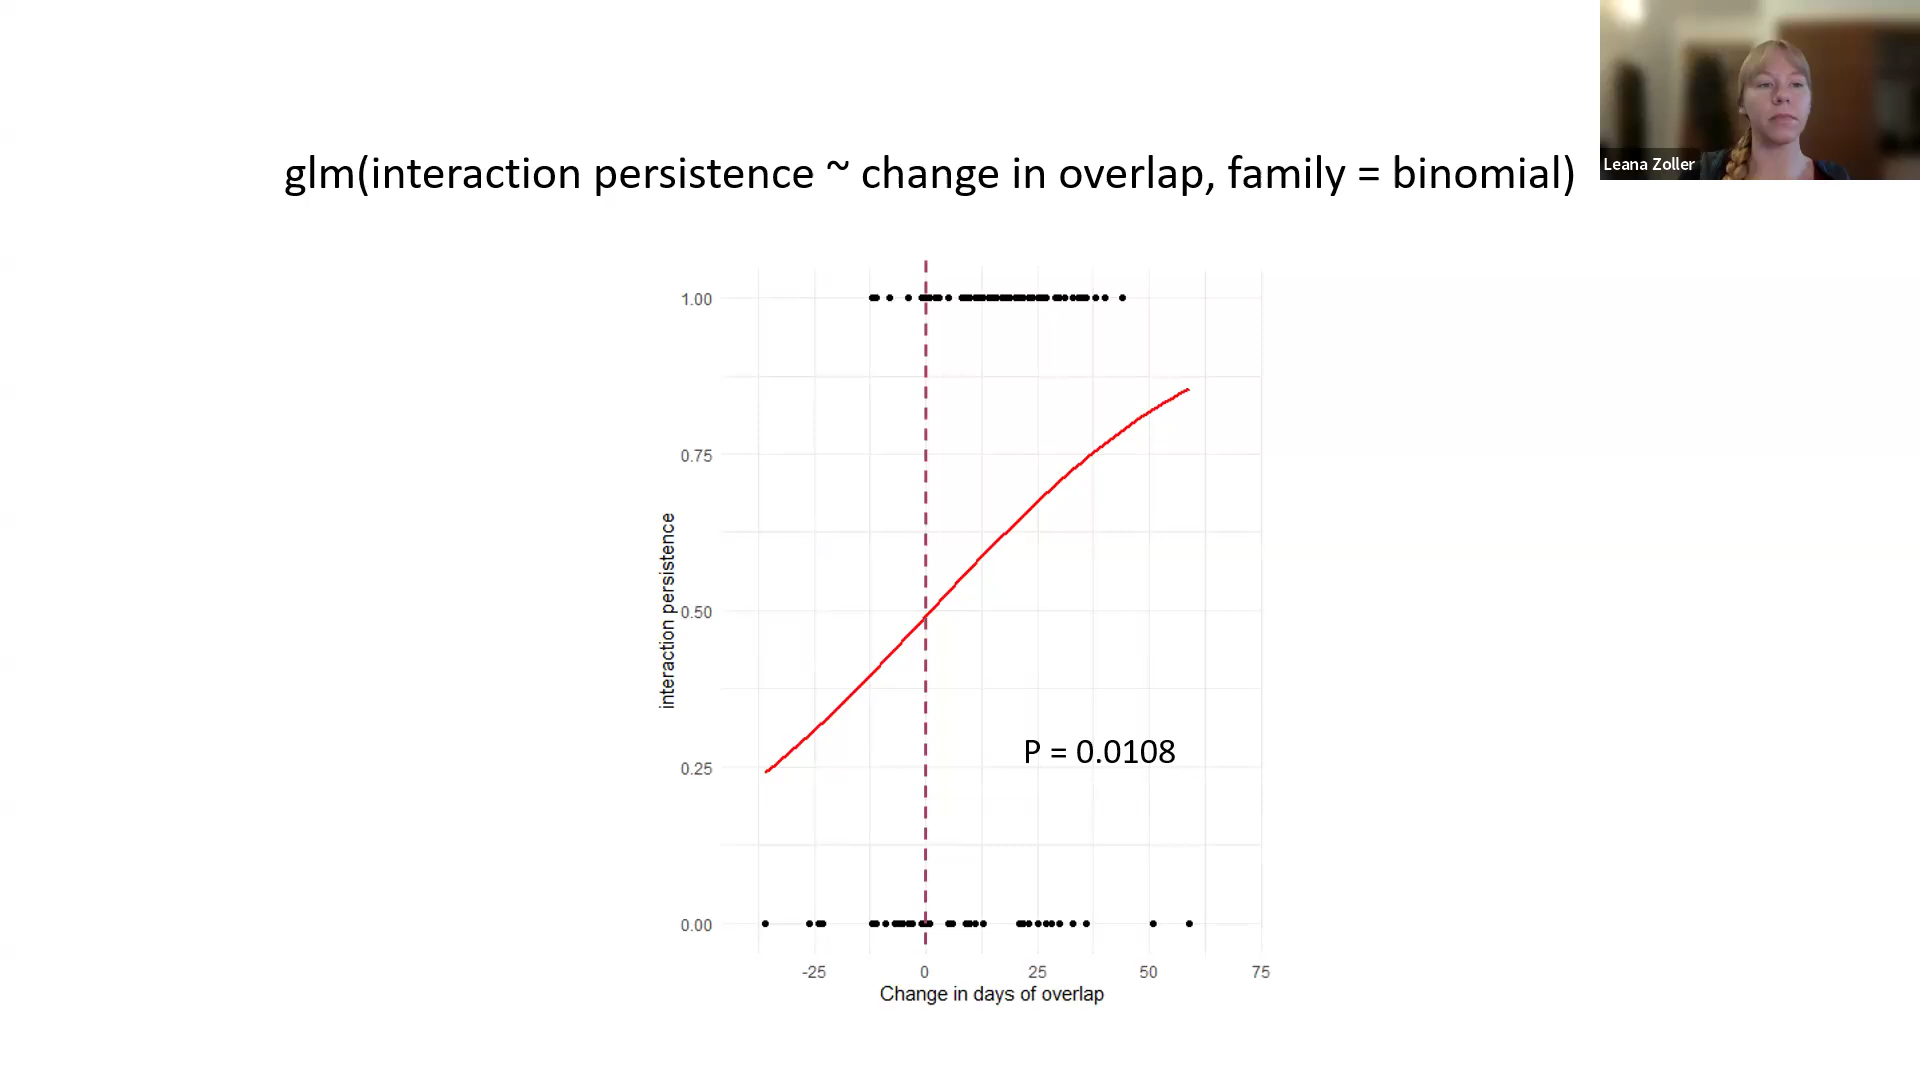 glm(interaction persistence ~ change in overlap, family = binomial)
Leana Zoller
1.00
0.75
0.50
0.25
0.00
interaction persistence
P = 0.0108
-25 0 25 50 75
Change in days of overlap